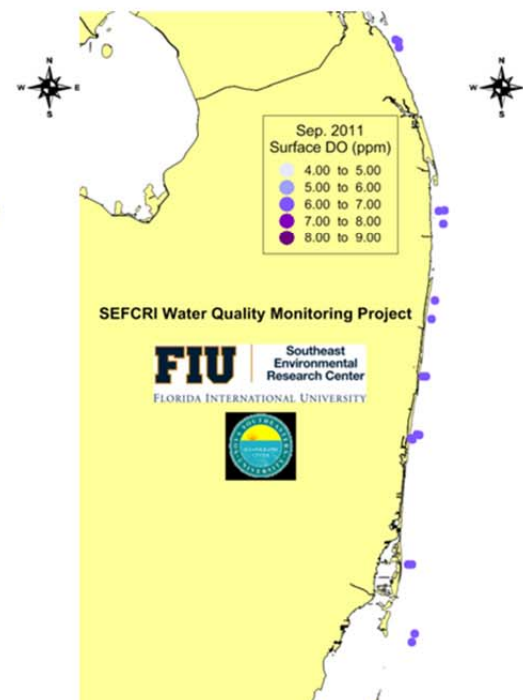 N
W E
S
N
W
S
Sep. 2011
Surface DO (ppm)
4.00 to 5.00
5.00 to 6.00
6.00 to 7.00
7.00 to 8.00
8.00 to 9.00
SEFCRI Water Quality Monitoring Project
FIU
Southeast
Environmental
Research Center
FLORIDA INTERNATIONAL UNIVERSITY